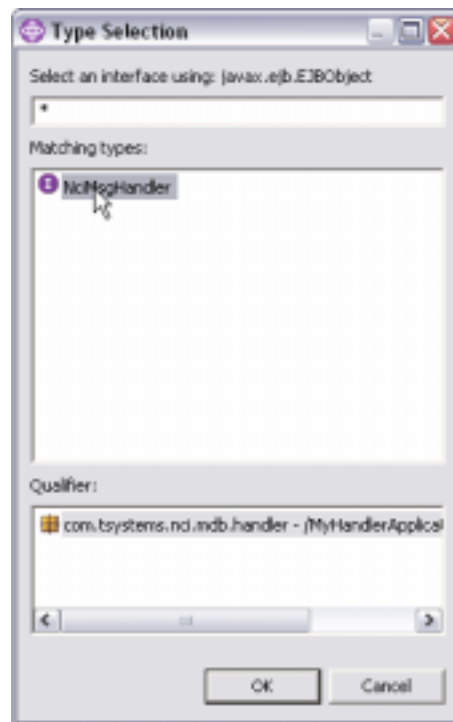 Type Selection
Select an interface using: javax.ejb.EJBObject
*
Matching types:
NciMsgHandler
Qualifier:
com.tsystems.nci.mdb.handler - /MyHandlerApplicat
OK
Cancel